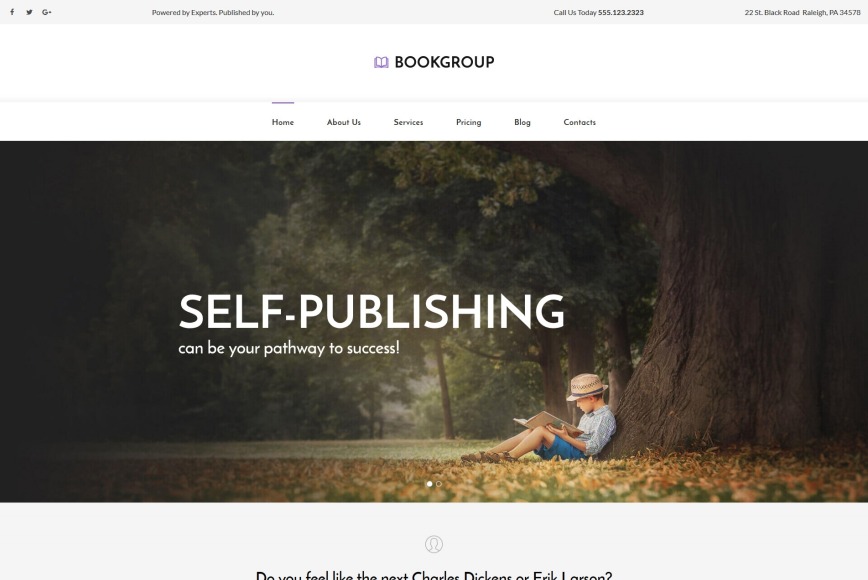 Powered by Experts. Published by you.
Call Us Today 555.123.2323
22 St. Black Road Raleigh, PA 34578
BOOKGROUP
Home About Us Services Pricing Blog Contacts
SELF-PUBLISHING
can be your pathway to success!
Do you feel like the next Charles Dickens or Erik Larson?